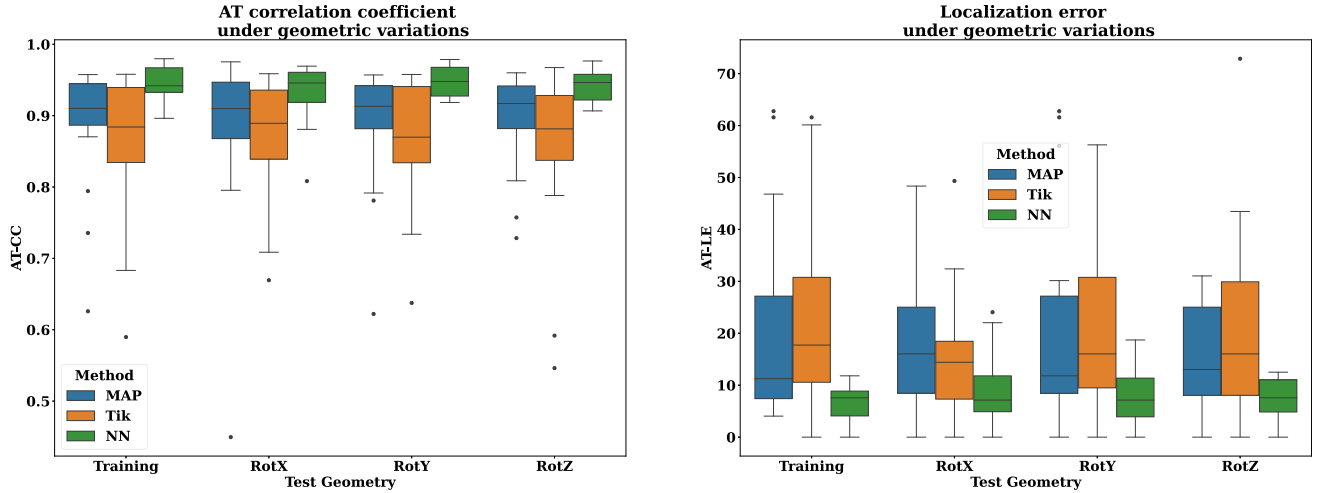 AT correlation coefficient
under geometric variations
AT-CC
1.0
0.9
0.8
0.7
0.6
0.5
Method
MAP
Tik
NN
Training RotX RotY RotZ
Test Geometry
Localization error
under geometric variations
AT-LE
70
60
50
40
30
20
10
0
Method
MAP
Tik
NN
Training RotX RotY RotZ
Test Geometry